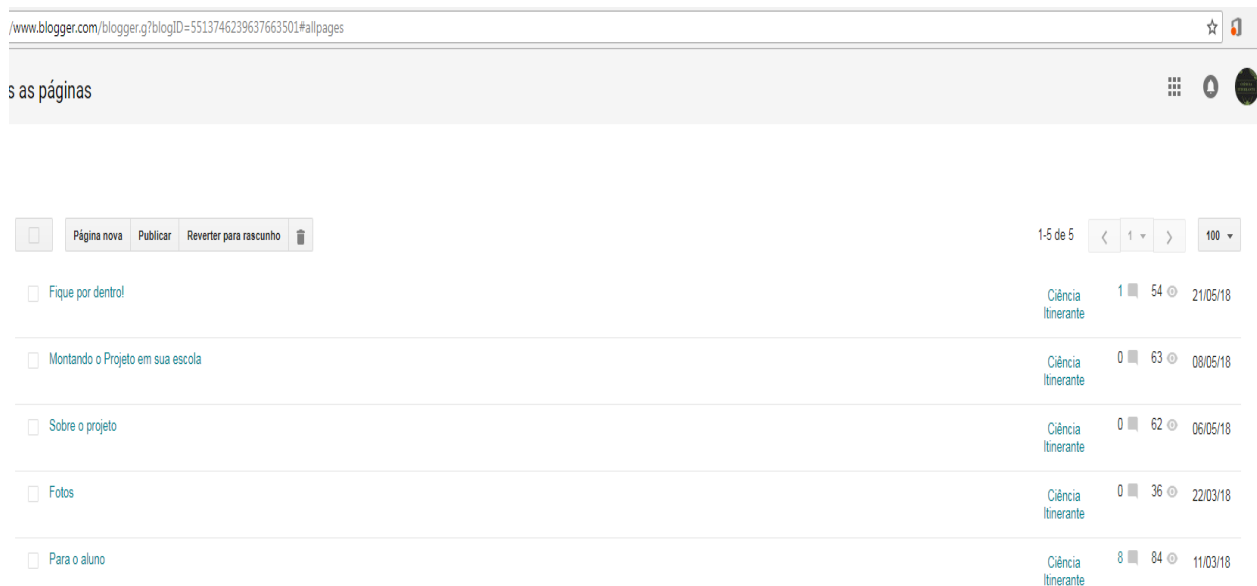 /www.blogger.com/blogger.g?blogID=5513746239637663501#allpages
s as páginas
Página nova Publicar Reverter para rascunho 1-5 de 5 1 100
Fique por dentro! Ciência 1 54 21/05/18
Itinerante
Montando o Projeto em sua escola Ciência 0 63 08/05/18
Itinerante
Sobre o projeto Ciência 0 62 06/05/18
Itinerante
Fotos Ciência 0 36 22/03/18
Itinerante
Para o aluno Ciência 8 84 11/03/18
Itinerante